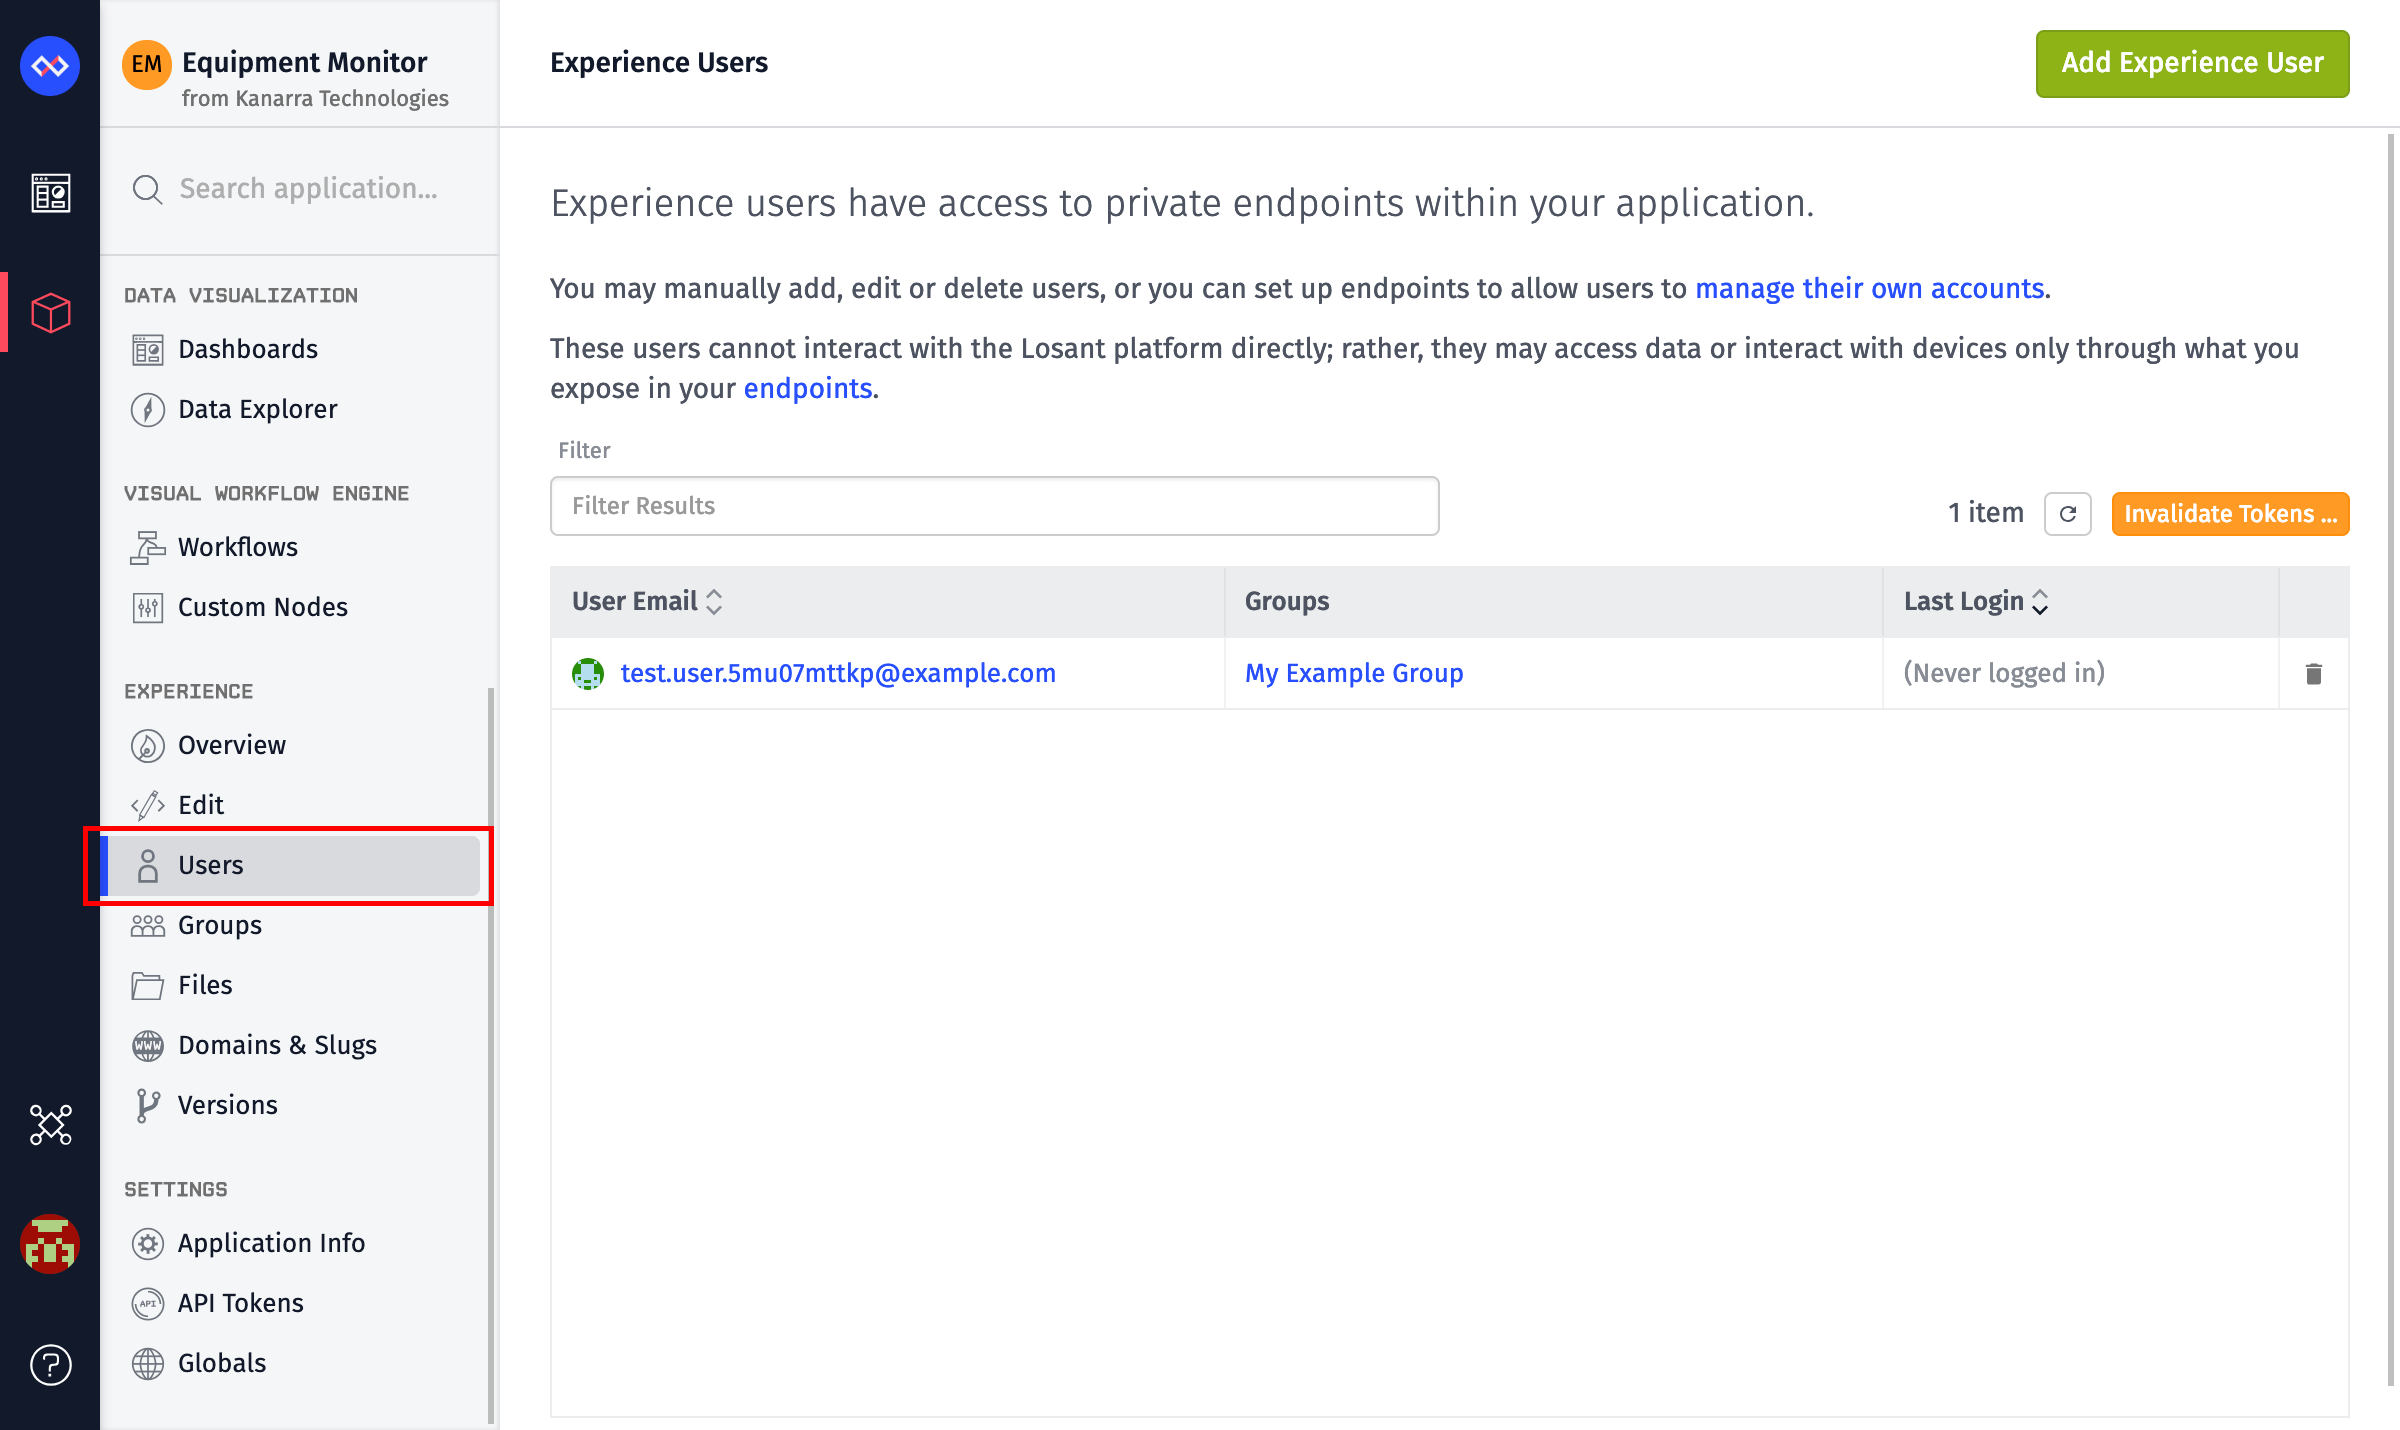 EM
Equipment Monitor
from Kanarra Technologies
Search application...
DATA VISUALIZATION
Dashboards
Data Explorer
VISUAL WORKFLOW ENGINE
Workflows
Custom Nodes
EXPERIENCE
Overview
Edit
Users
Groups
Files
WWW
Domains & Slugs
Versions
SETTINGS
Application Info
API
API Tokens
Globals
Experience Users
Add Experience User
Experience users have access to private endpoints within your application.
You may manually add, edit or delete users, or you can set up endpoints to allow users to manage their own accounts.
These users cannot interact with the Losant platform directly; rather, they may access data or interact with devices only through what you
expose in your endpoints.
Filter
Filter Results
1 item
Invalidate Tokens ...
User Email
Groups
Last Login
test.user.5mu07mttkp@example.com
My Example Group
(Never logged in)